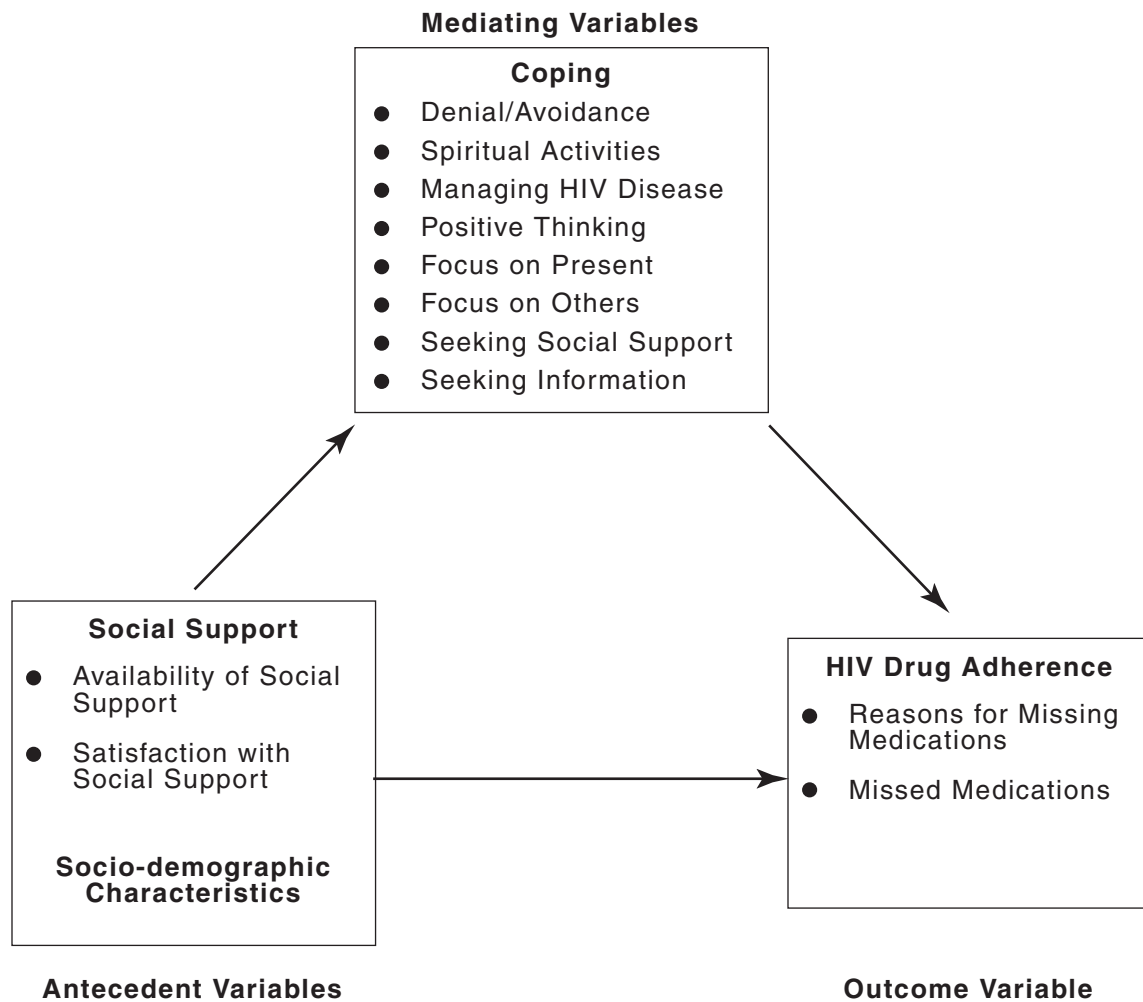 Mediating Variables
Coping
● Denial/Avoidance
● Spiritual Activities
● Managing HIV Disease
● Positive Thinking
● Focus on Present
● Focus on Others
● Seeking Social Support
● Seeking Information
Social Support
● Availability of Social
Support
● Satisfaction with
Social Support
Socio-demographic
Characteristics
Antecedent Variables
HIV Drug Adherence
● Reasons for Missing
Medications
● Missed Medications
Outcome Variable